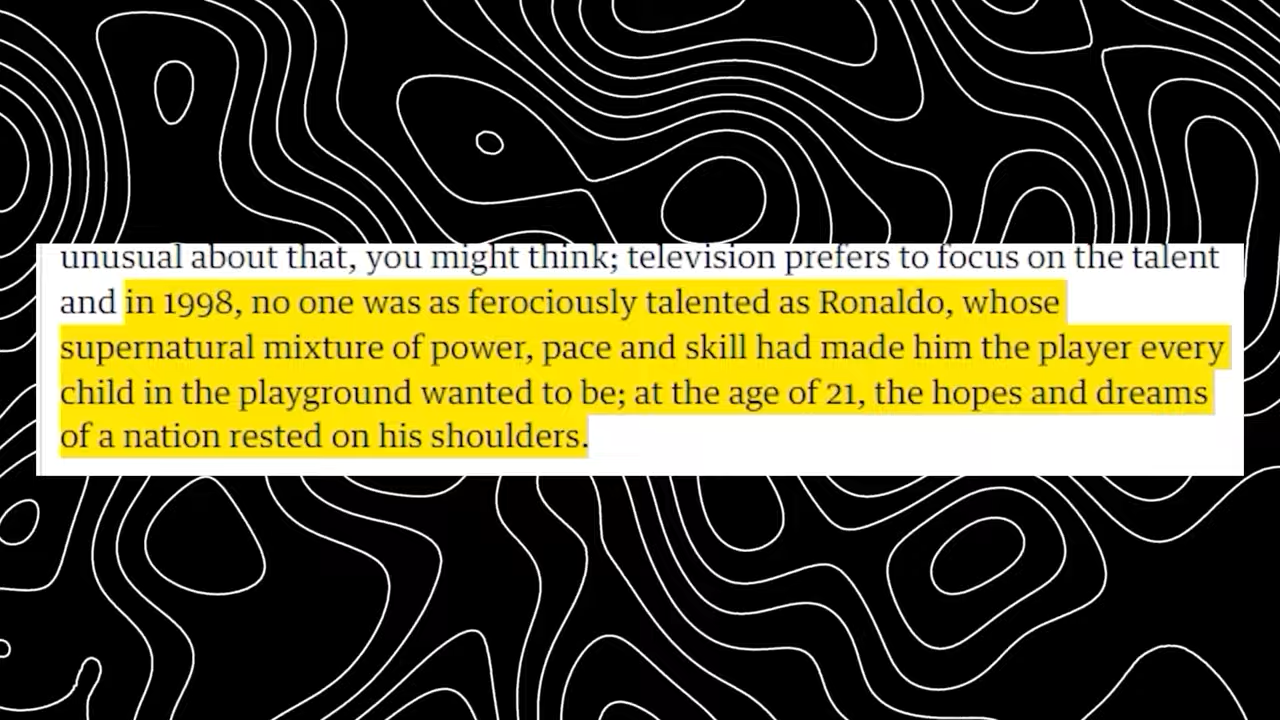 unusual about that, you might think; television prefers to focus on the talent
and in 1998, no one was as ferociously talented as Ronaldo, whose
supernatural mixture of power, pace and skill had made him the player every
child in the playground wanted to be; at the age of 21, the hopes and dreams
of a nation rested on his shoulders.